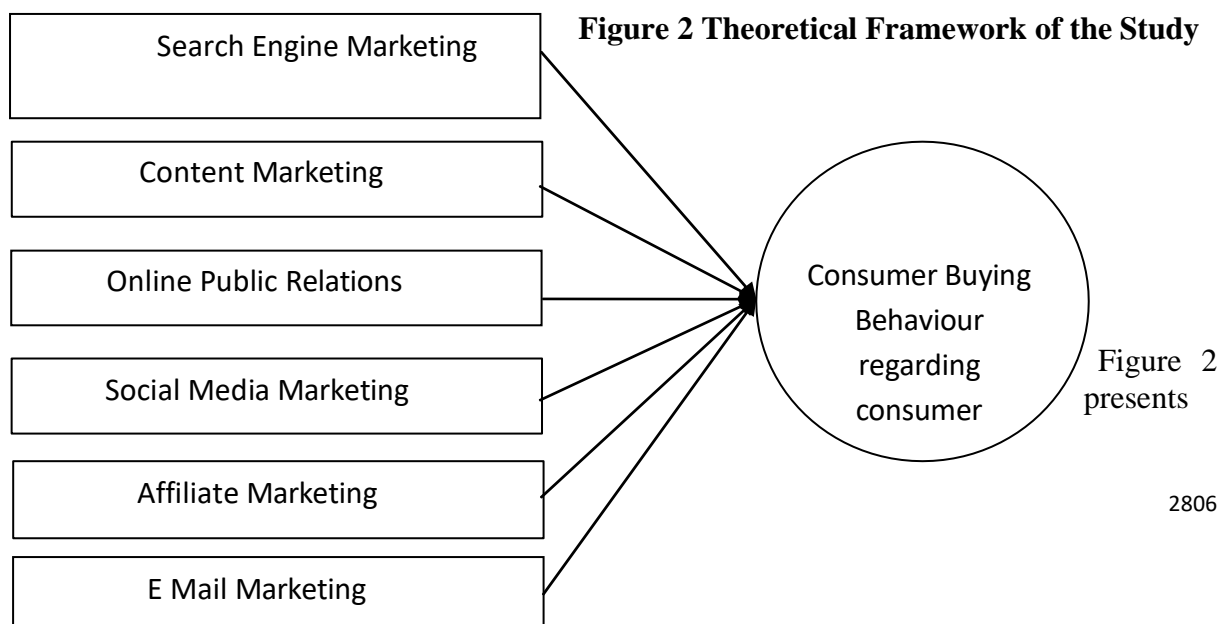 Figure 2 Theoretical Framework of the Study
Search Engine Marketing
Content Marketing
Online Public Relations
Social Media Marketing
Affiliate Marketing
E Mail Marketing
Consumer Buying
Behaviour
regarding
consumer
Figure 2
presents
2806